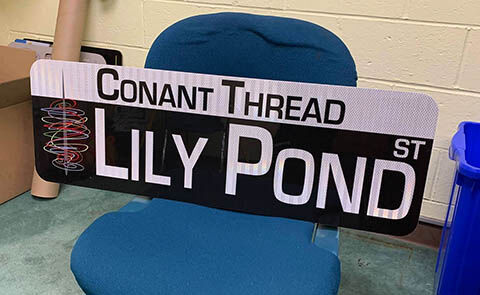 CONANT THREAD
LILY POND ST